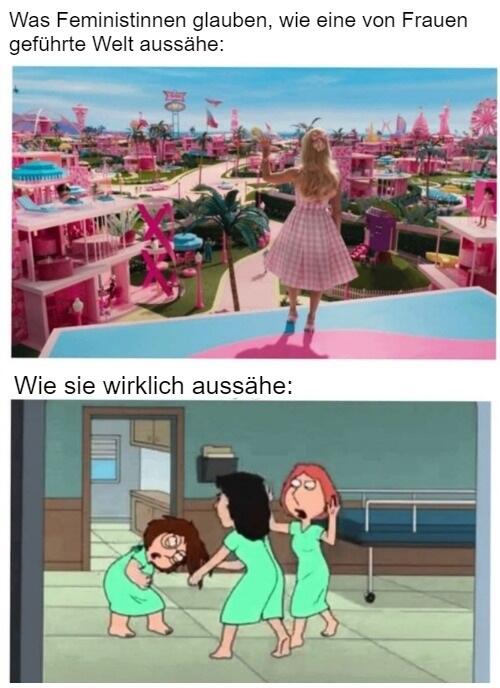 Was Feministinnen glauben, wie eine von Frauen
geführte Welt aussähe:
Wie sie wirklich aussähe: